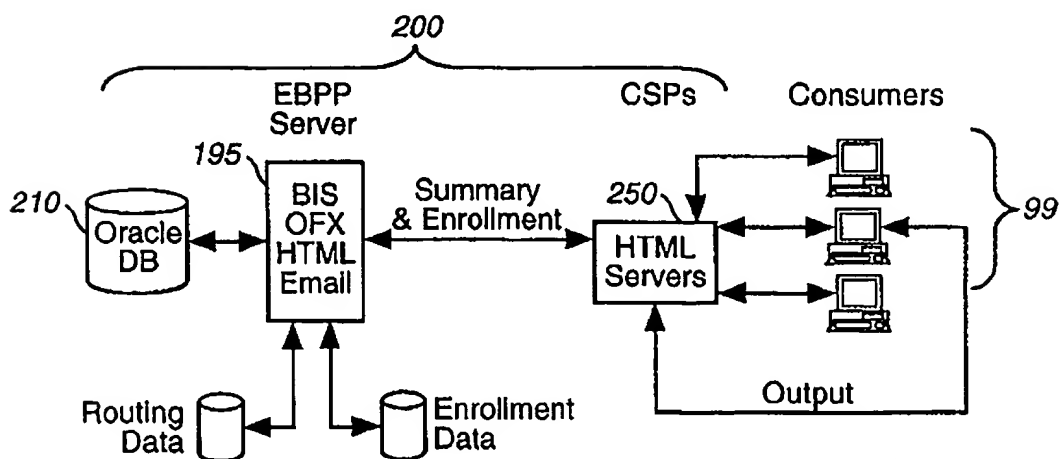 200
EBPP
Server
CSPs
Consumers
195
210
Oracle
DB
BIS
OFX
HTML
Email
Summary
& Enrollment
250
HTML
Servers
99
Routing
Data
Enrollment
Data
Output